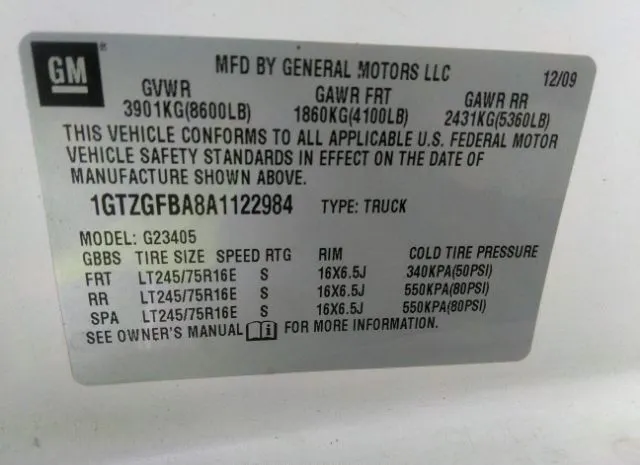 GM
MFD BY GENERAL MOTORS LLC 12/09
GVWR GAWR FRT GAWR RR
3901KG(8600LB) 1860KG(4100LB) 2431KG(5360LB)
THIS VEHICLE CONFORMS TO ALL APPLICABLE U.S. FEDERAL MOTOR
VEHICLE SAFETY STANDARDS IN EFFECT ON THE DATE OF
MANUFACTURE SHOWN ABOVE.
1GTZGFBA8A1122984 TYPE: TRUCK
MODEL: G23405
GBBS TIRE SIZE SPEED RTG RIM COLD TIRE PRESSURE
FRT LT245/75R16E S 16X6.5J 340KPA(50PSI)
RR LT245/75R16E S 16X6.5J 550KPA(80PSI)
SPA LT245/75R16E S 16X6.5J 550KPA(80PSI)
SEE OWNER'S MANUAL i FOR MORE INFORMATION.